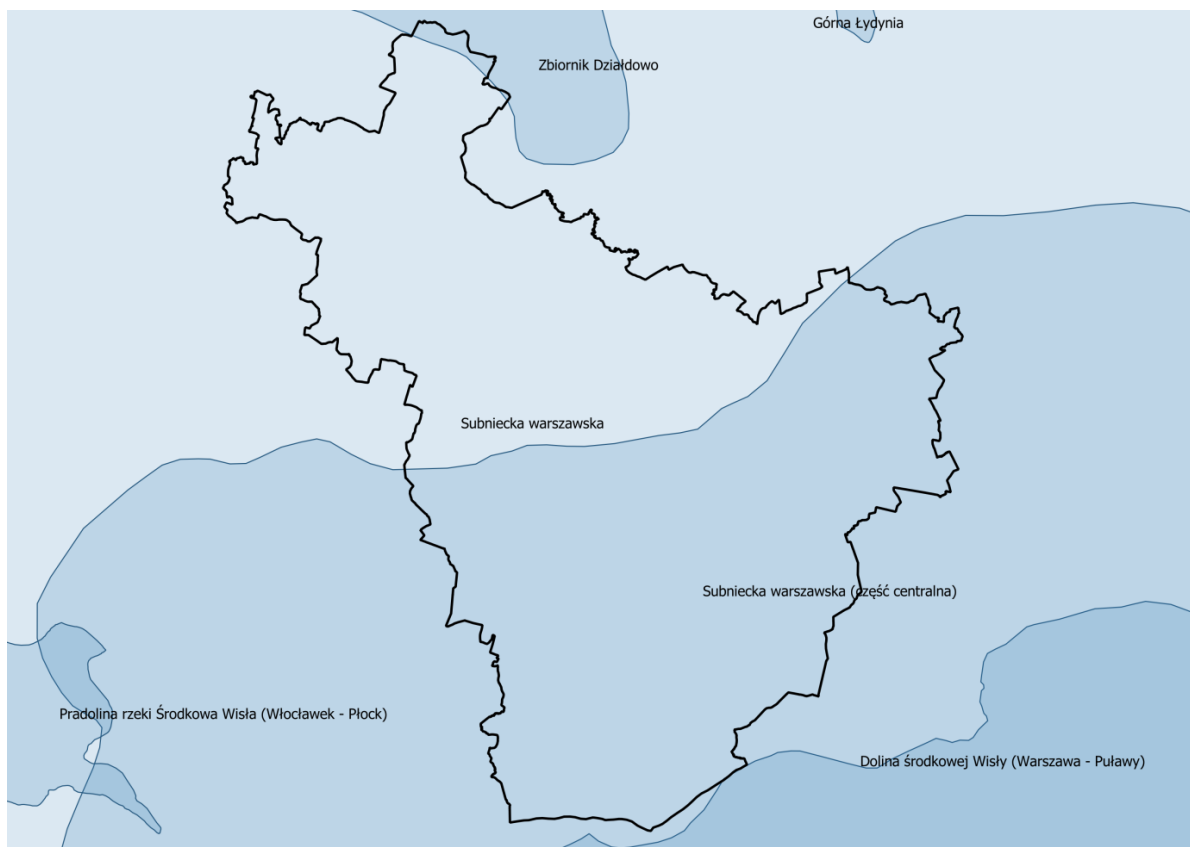 Górna Łydynia
Zbiornik Działdowo
Subniecka warszawska
Subniecka warszawska (część centralna)
Pradolina rzeki Środkowa Wisła (Włocławek - Płock)
Dolina środkowej Wisły (Warszawa - Puławy)